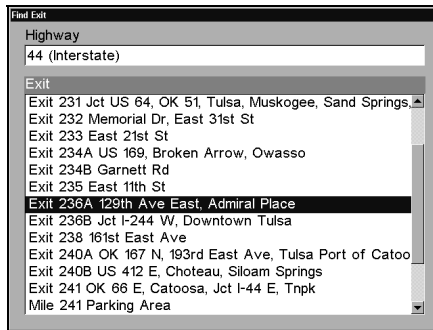 Find Exit
Highway
44 (Interstate)
Exit
Exit 231 Jct US 64, OK 51, Tulsa, Muskogee, Sand Springs,
Exit 232 Memorial Dr, East 31st St
Exit 233 East 21st St
Exit 234A US 169, Broken Arrow, Owasso
Exit 234B Garnett Rd
Exit 235 East 11th St
Exit 236A 129th Ave East, Admiral Place
Exit 236B Jct I-244 W, Downtown Tulsa
Exit 238 161st East Ave
Exit 240A OK 167 N, 193rd East Ave, Tulsa Port of Catoo
Exit 240B US 412 E, Choteau, Siloam Springs
Exit 241 OK 66 E, Catoosa, Jct I-44 E, Tnpk
Mile 241 Parking Area